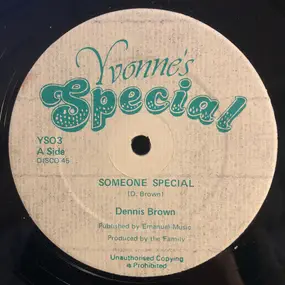 Yvonne's
Special
YSO3
A Side
DISCO 45
SOMEONE SPECIAL
(D. Brown)
Dennis Brown
Published by Emanuel Music
Produced by the Family
Unauthorised Copying
is Prohibited